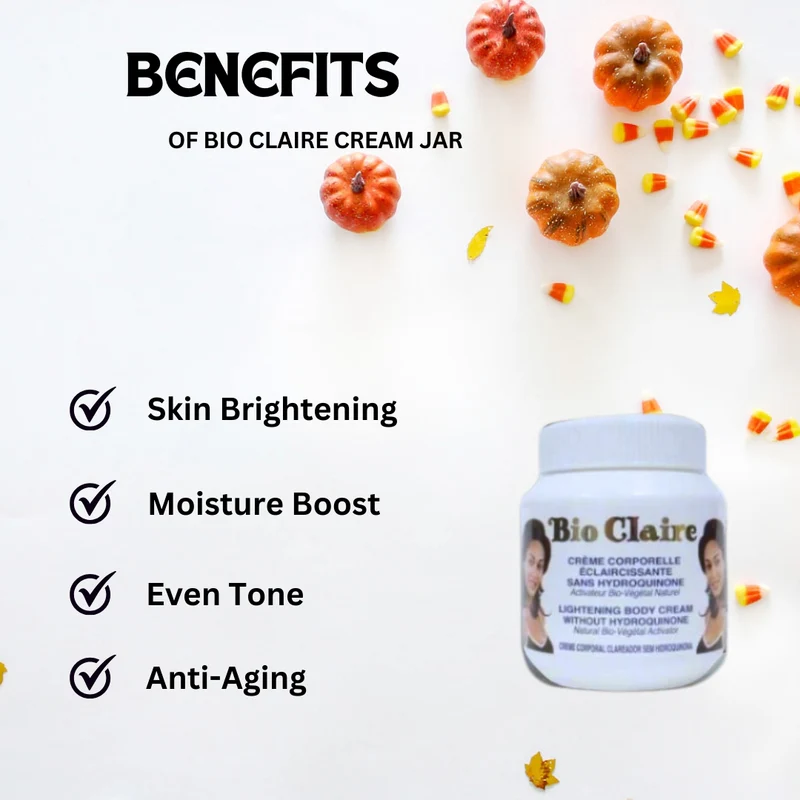 BENEFITS
OF BIO CLAIRE CREAM JAR
Skin Brightening
Moisture Boost
Even Tone
Anti-Aging
Bio Claire
CRÈME CORPORELLE
ÉCLAIRCISSANTE
SANS HYDROQUINONE
Activateur Bio-Végétal Naturel
LIGHTENING BODY CREAM
WITHOUT HYDROQUINONE
Natural Bio-Végétal Activator
CREME CORPORAL CLAREADOR SEM HIDROQUINONA